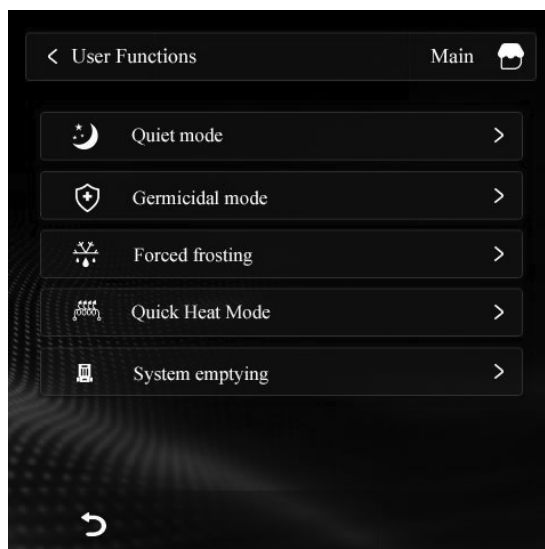 User Functions Main
Quiet mode
Germicidal mode
Forced frosting
Quick Heat Mode
System emptying